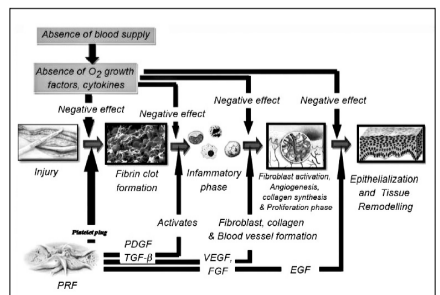 Absence of blood supply
Absence of O2 growth
factors, cytokines
Negative effect
Negative effect
Negative effect
Negative effect
Injury
Fibrin clot
formation
Infammatory
phase
Fibroblast activation,
Angiogenesis,
collagen synthesis
& Proliferation phase
Epithelialization
and Tissue
Remodelling
Platelet plug
Activates
Fibroblast, collagen
& Blood vessel formation
PDGF
TGF-β
VEGF,
FGF
EGF
PRF